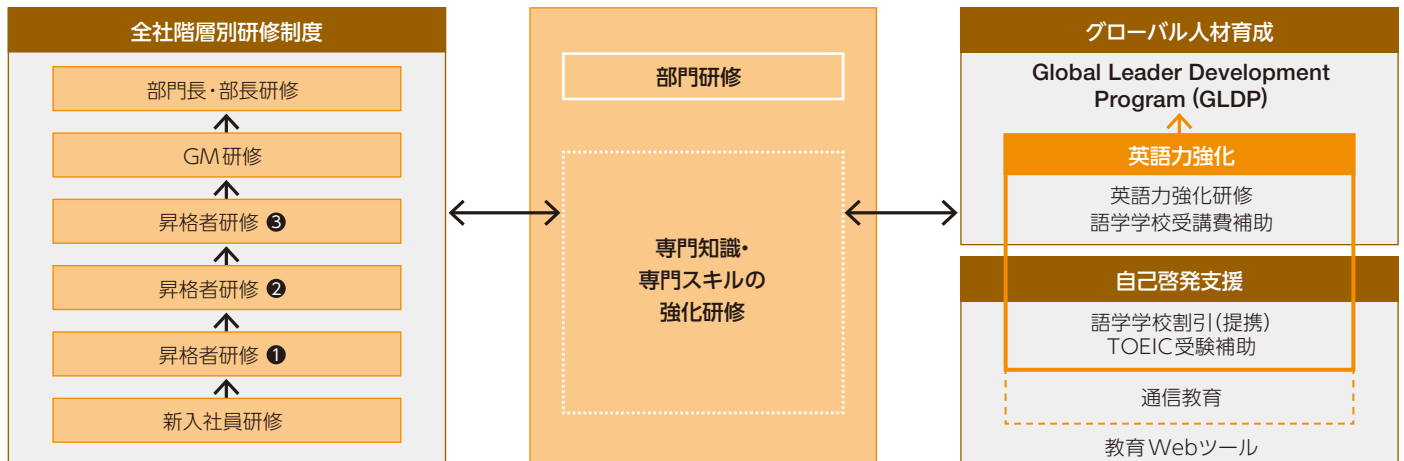 全社階層別研修制度
部門長・部長研修
GM研修
昇格者研修 ❸
昇格者研修 ❷
昇格者研修 ❶
新入社員研修
部門研修
専門知識・
専門スキルの
強化研修
グローバル人材育成
Global Leader Development
Program (GLDP)
英語力強化
英語力強化研修
語学学校受講費補助
自己啓発支援
語学学校割引(提携)
TOEIC受験補助
通信教育
教育Webツール